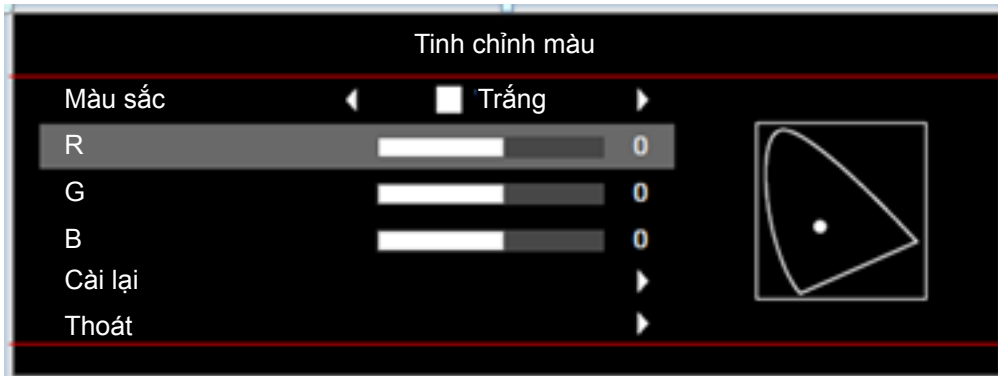 Tinh chỉnh màu
Màu sắc Trắng
R 0
G 0
B 0
Cài lại
Thoát